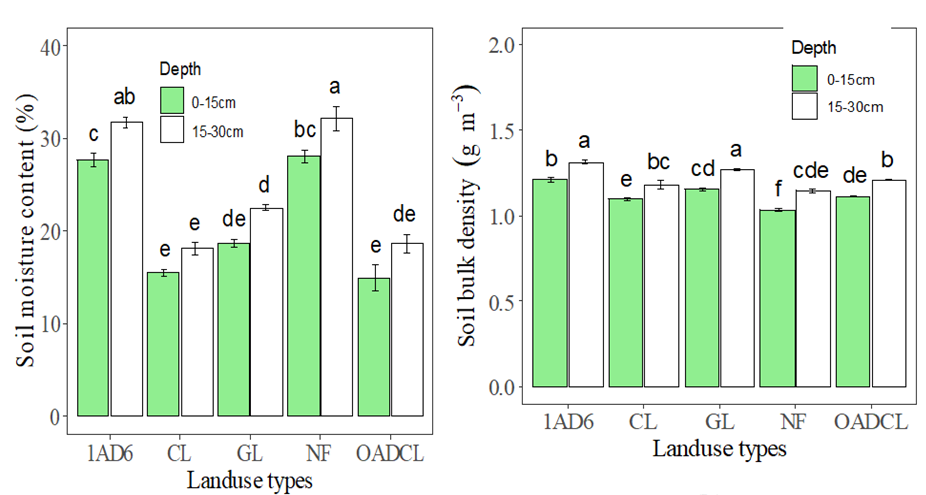 Soil moisture content (%)
40
30
20
10
0
Depth
0-15cm
15-30cm
c
ab
e
e
de
d
bc
a
e
de
1AD6
CL
GL
NF
OADCL
Landuse types
Soil bulk density (g m⁻³)
2.0
1.5
1.0
0.5
0.0
Depth
0-15cm
15-30cm
b
a
e
bc
cd
a
f
cde
de
b
1AD6
CL
GL
NF
OADCL
Landuse types